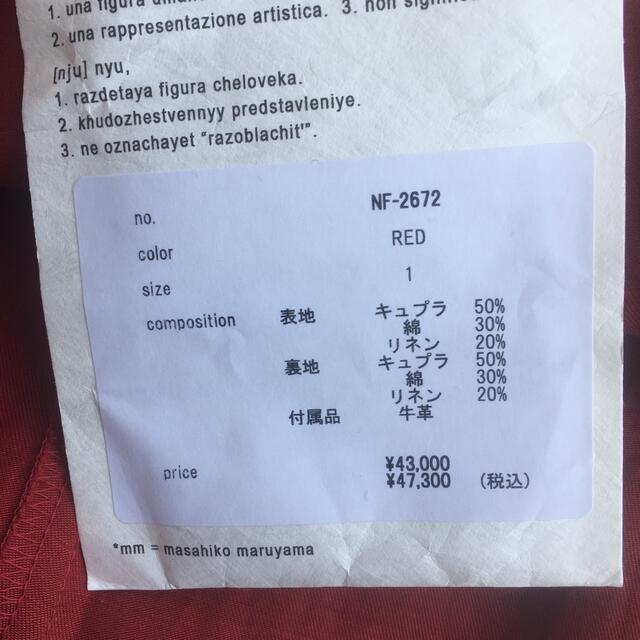 1. una figura
2. una rappresentazione artistica. 3. non
[nju] nyu,
1. razdetaya figura cheloveka.
2. khudozhestvennyy predstavleniye.
3. ne oznachayet “razoblachit'”.
no. NF-2672
color RED
size 1
composition 表地 キュプラ 50%
綿 30%
リネン 20%
裏地 キュプラ 50%
綿 30%
リネン 20%
付属品 牛革
price ¥43,000
¥47,300 (税込)
*mm = masahiko maruyama